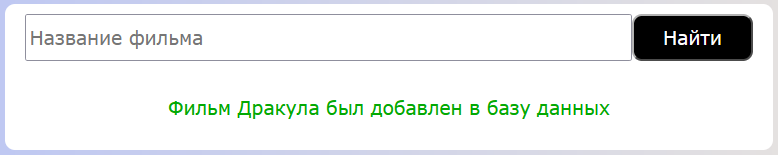 Название фильма
Найти
Фильм Дракула был добавлен в базу данных